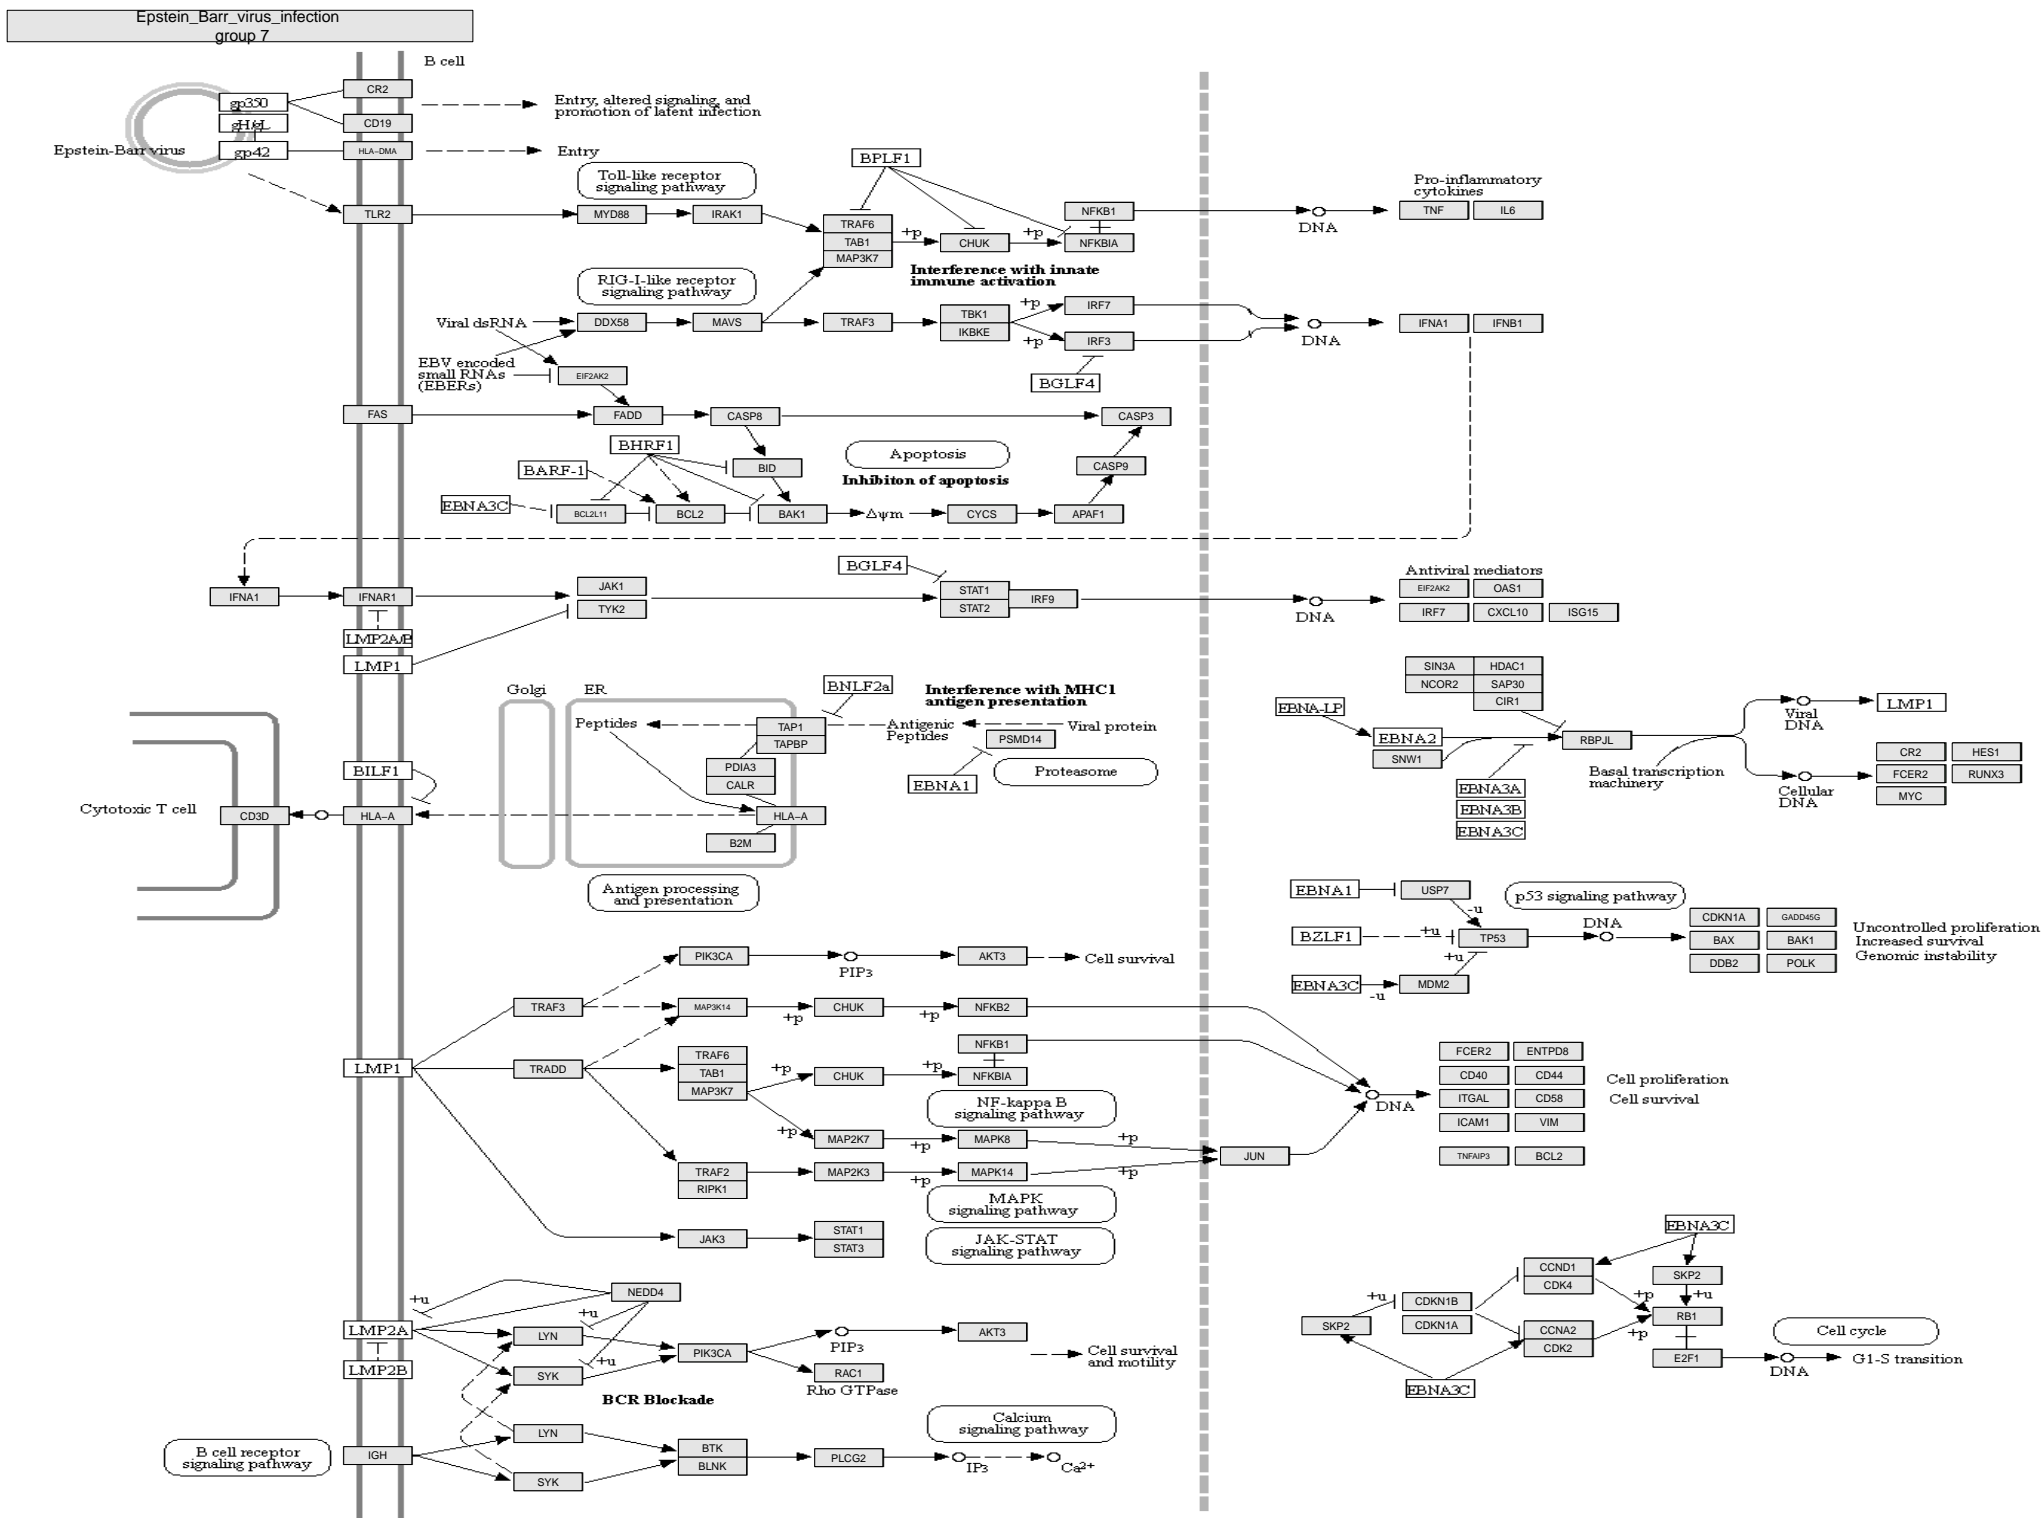 Epstein_Barr_virus_infection
group 7
B cell
CR2
gp350
gH/gL
CD19
Entry, altered signaling, and
promotion of latent infection
Epstein-Barr virus
gp42
HLA−DMA
Entry
BPLF1
Toll-like receptor
signaling pathway
Pro-inflammatory
cytokines
TLR2
MYD88
IRAK1
TRAF6
TAB1
MAP3K7
+p
CHUK
+p
NFKB1
NFKBIA
DNA
TNF
IL6
Interference with innate
immune activation
RIG-I-like receptor
signaling pathway
Viral dsRNA
DDX58
MAVS
TRAF3
TBK1
IKBKE
+p
+p
IRF7
IRF3
DNA
IFNA1
IFNB1
EBV encoded
small RNAs
(EBERs)
EIF2AK2
BGLF4
FAS
FADD
CASP8
CASP3
BHRF1
Apoptosis
BARF-1
BID
CASP9
Inhibiton of apoptosis
EBNA3C
BCL2L11
BCL2
BAK1
Δψm
CYCS
APAF1
BGLF4
Antiviral mediators
IFNA1
IFNAR1
JAK1
TYK2
STAT1
STAT2
IRF9
DNA
EIF2AK2
OAS1
IRF7
CXCL10
ISG15
LMP2A/B
LMP1
Golgi
ER
BNLF2a
Interference with MHC1
antigen presentation
SIN3A
HDAC1
NCOR2
SAP30
CIR1
Peptides
TAP1
TAPBP
Antigenic
Peptides
Viral protein
PSMD14
EBNA-LP
EBNA2
SNW1
RBPJL
Viral
DNA
LMP1
BILF1
PDIA3
CALR
EBNA1
Proteasome
Basal transcription
machinery
Cellular
DNA
CR2
HES1
FCER2
RUNX3
MYC
EBNA3A
EBNA3B
EBNA3C
Cytotoxic T cell
CD3D
HLA−A
HLA−A
B2M
Antigen processing
and presentation
EBNA1
USP7
p53 signaling pathway
-u
BZLF1
+u
TP53
DNA
CDKN1A
GADD45G
BAX
BAK1
DDB2
POLK
Uncontrolled proliferation
Increased survival
Genomic instability
+u
EBNA3C
-u
MDM2
PIK3CA
PIP3
AKT3
Cell survival
TRAF3
MAP3K14
+p
CHUK
+p
NFKB2
LMP1
TRADD
TRAF6
TAB1
MAP3K7
+p
CHUK
+p
NFKB1
NFKBIA
DNA
FCER2
ENTPD8
CD40
CD44
ITGAL
CD58
ICAM1
VIM
TNFAIP3
BCL2
Cell proliferation
Cell survival
NF-kappa B
signaling pathway
+p
MAP2K7
+p
MAPK8
+p
JUN
TRAF2
RIPK1
MAP2K3
+p
MAPK14
+p
MAPK
signaling pathway
JAK3
STAT1
STAT3
JAK-STAT
signaling pathway
EBNA3C
CCND1
CDK4
SKP2
+u
+p
RB1
+u
CDKN1B
CDKN1A
SKP2
CCNA2
CDK2
+p
E2F1
DNA
G1-S transition
Cell cycle
EBNA3C
NEDD4
+u
+u
LMP2A
LYN
PIK3CA
PIP3
AKT3
LMP2B
SYK
+u
RAC1
Rho GTPase
Cell survival
and motility
BCR Blockade
Calcium
signaling pathway
B cell receptor
signaling pathway
IGH
LYN
SYK
BTK
BLNK
PLCG2
IP3
Ca2+